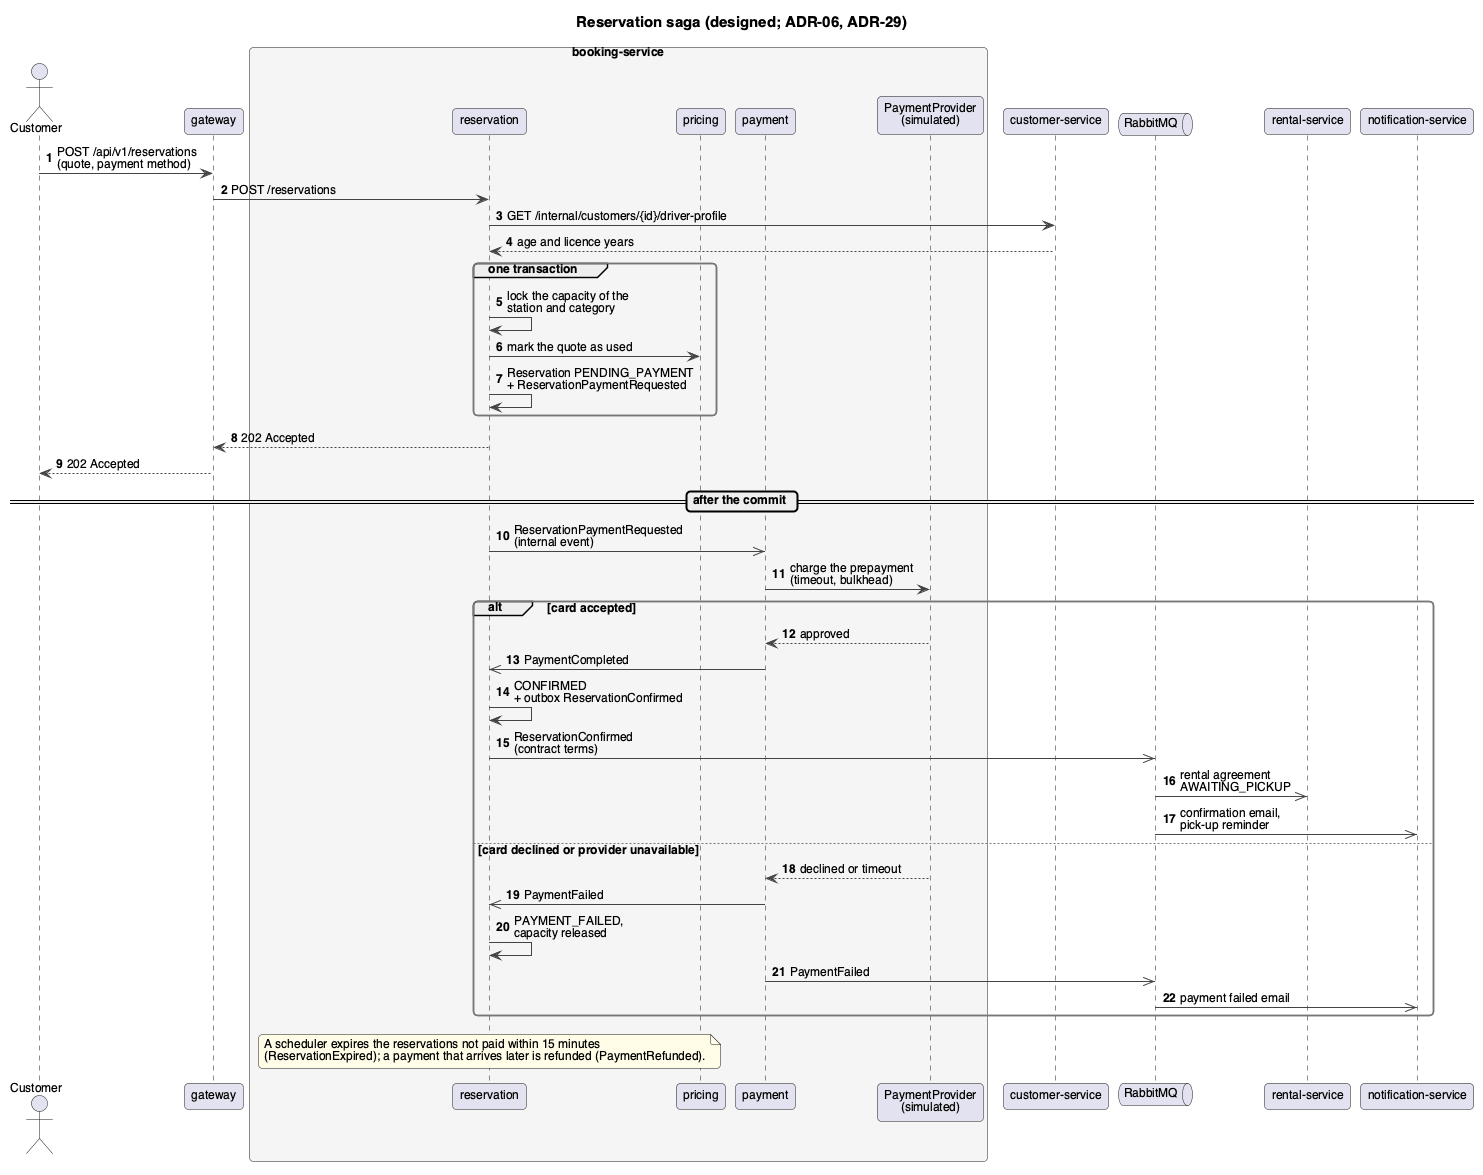 Reservation saga (designed; ADR-06, ADR-29)
booking-service
Customer
gateway
reservation
pricing
payment
PaymentProvider
(simulated)
customer-service
RabbitMQ
rental-service
notification-service
1 POST /api/v1/reservations
(quote, payment method)
2 POST /reservations
3 GET /internal/customers/{id}/driver-profile
4 age and licence years
one transaction
5 lock the capacity of the
station and category
6 mark the quote as used
7 Reservation PENDING_PAYMENT
+ ReservationPaymentRequested
8 202 Accepted
9 202 Accepted
after the commit
10 ReservationPaymentRequested
(internal event)
11 charge the prepayment
(timeout, bulkhead)
alt [card accepted]
12 approved
13 PaymentCompleted
14 CONFIRMED
+ outbox ReservationConfirmed
15 ReservationConfirmed
(contract terms)
16 rental agreement
AWAITING_PICKUP
17 confirmation email,
pick-up reminder
[card declined or provider unavailable]
18 declined or timeout
19 PaymentFailed
20 PAYMENT_FAILED,
capacity released
21 PaymentFailed
22 payment failed email
A scheduler expires the reservations not paid within 15 minutes
(ReservationExpired); a payment that arrives later is refunded (PaymentRefunded).
Customer
gateway
reservation
pricing
payment
PaymentProvider
(simulated)
customer-service
RabbitMQ
rental-service
notification-service